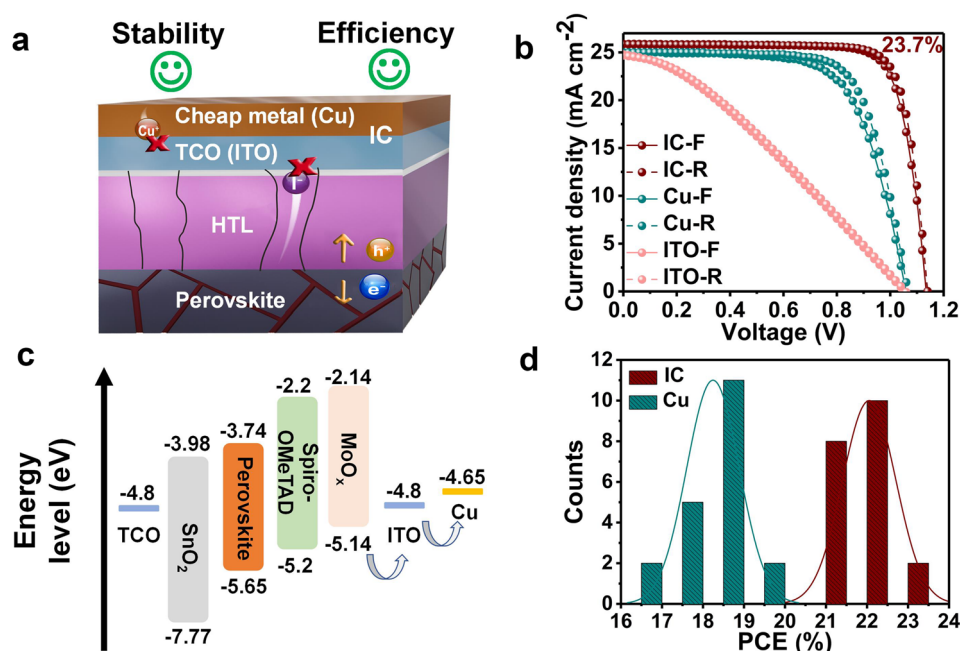 a
Stability
Efficiency
Cheap metal (Cu)
IC
Cu⁺
TCO (ITO)
I⁻
HTL
h⁺
e⁻
Perovskite
b
Current density (mA cm⁻²)
30
25
20
15
10
5
0
23.7%
IC-F
IC-R
Cu-F
Cu-R
ITO-F
ITO-R
0.0 0.2 0.4 0.6 0.8 1.0 1.2
Voltage (V)
c
Energy
level (eV)
-4.8
TCO
-3.98
SnO₂
-7.77
-3.74
Perovskite
-5.65
-2.2
Spiro-
OMeTAD
-5.2
-2.14
MoOₓ
-5.14
-4.8
ITO
-4.65
Cu
d
Counts
12
10
8
6
4
2
0
IC
Cu
16 17 18 19 20 21 22 23 24
PCE (%)